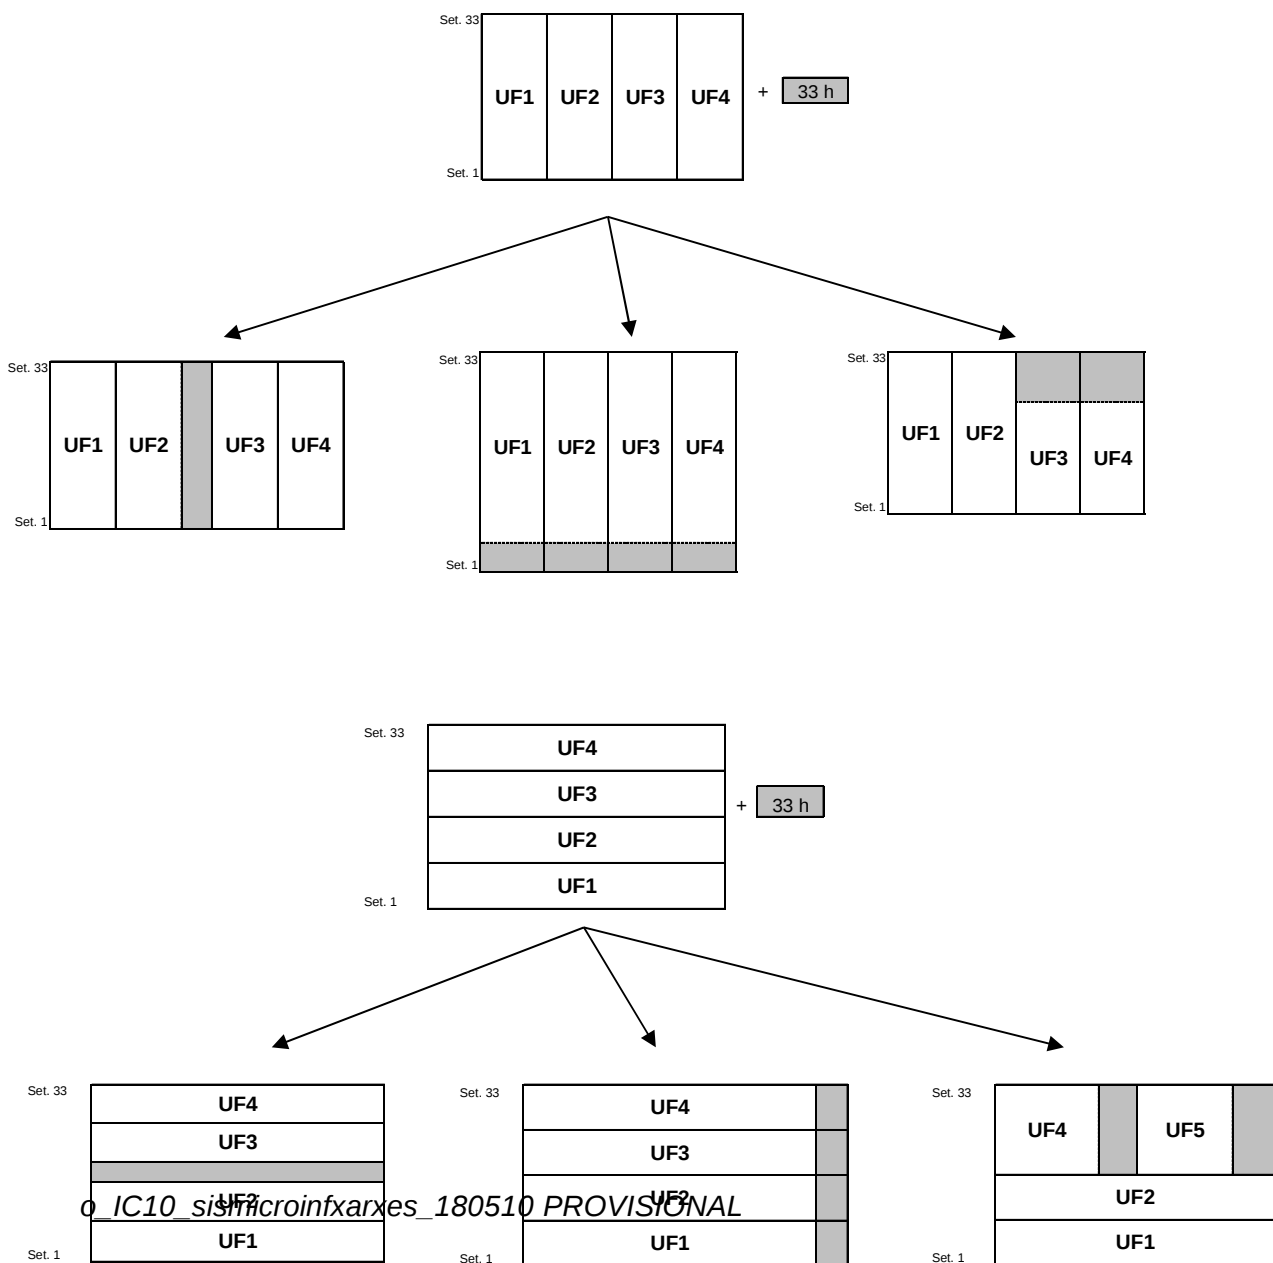 Set. 33
UF1 UF2 UF3 UF4 + 33 h
Set. 1
Set. 33
UF1 UF2 UF3 UF4
Set. 1
Set. 33
UF1 UF2 UF3 UF4
Set. 1
Set. 33
UF1 UF2 UF3 UF4
Set. 1
Set. 33
UF4
UF3
+ 33 h
UF2
UF1
Set. 1
Set. 33
UF4
UF3
UF2
UF1
Set. 1
Set. 33
UF4
UF3
UF2
UF1
Set. 1
Set. 33
UF4 UF5
UF2
UF1
Set. 1
o_IC10_sismicroinfxarxes_180510 PROVISIONAL